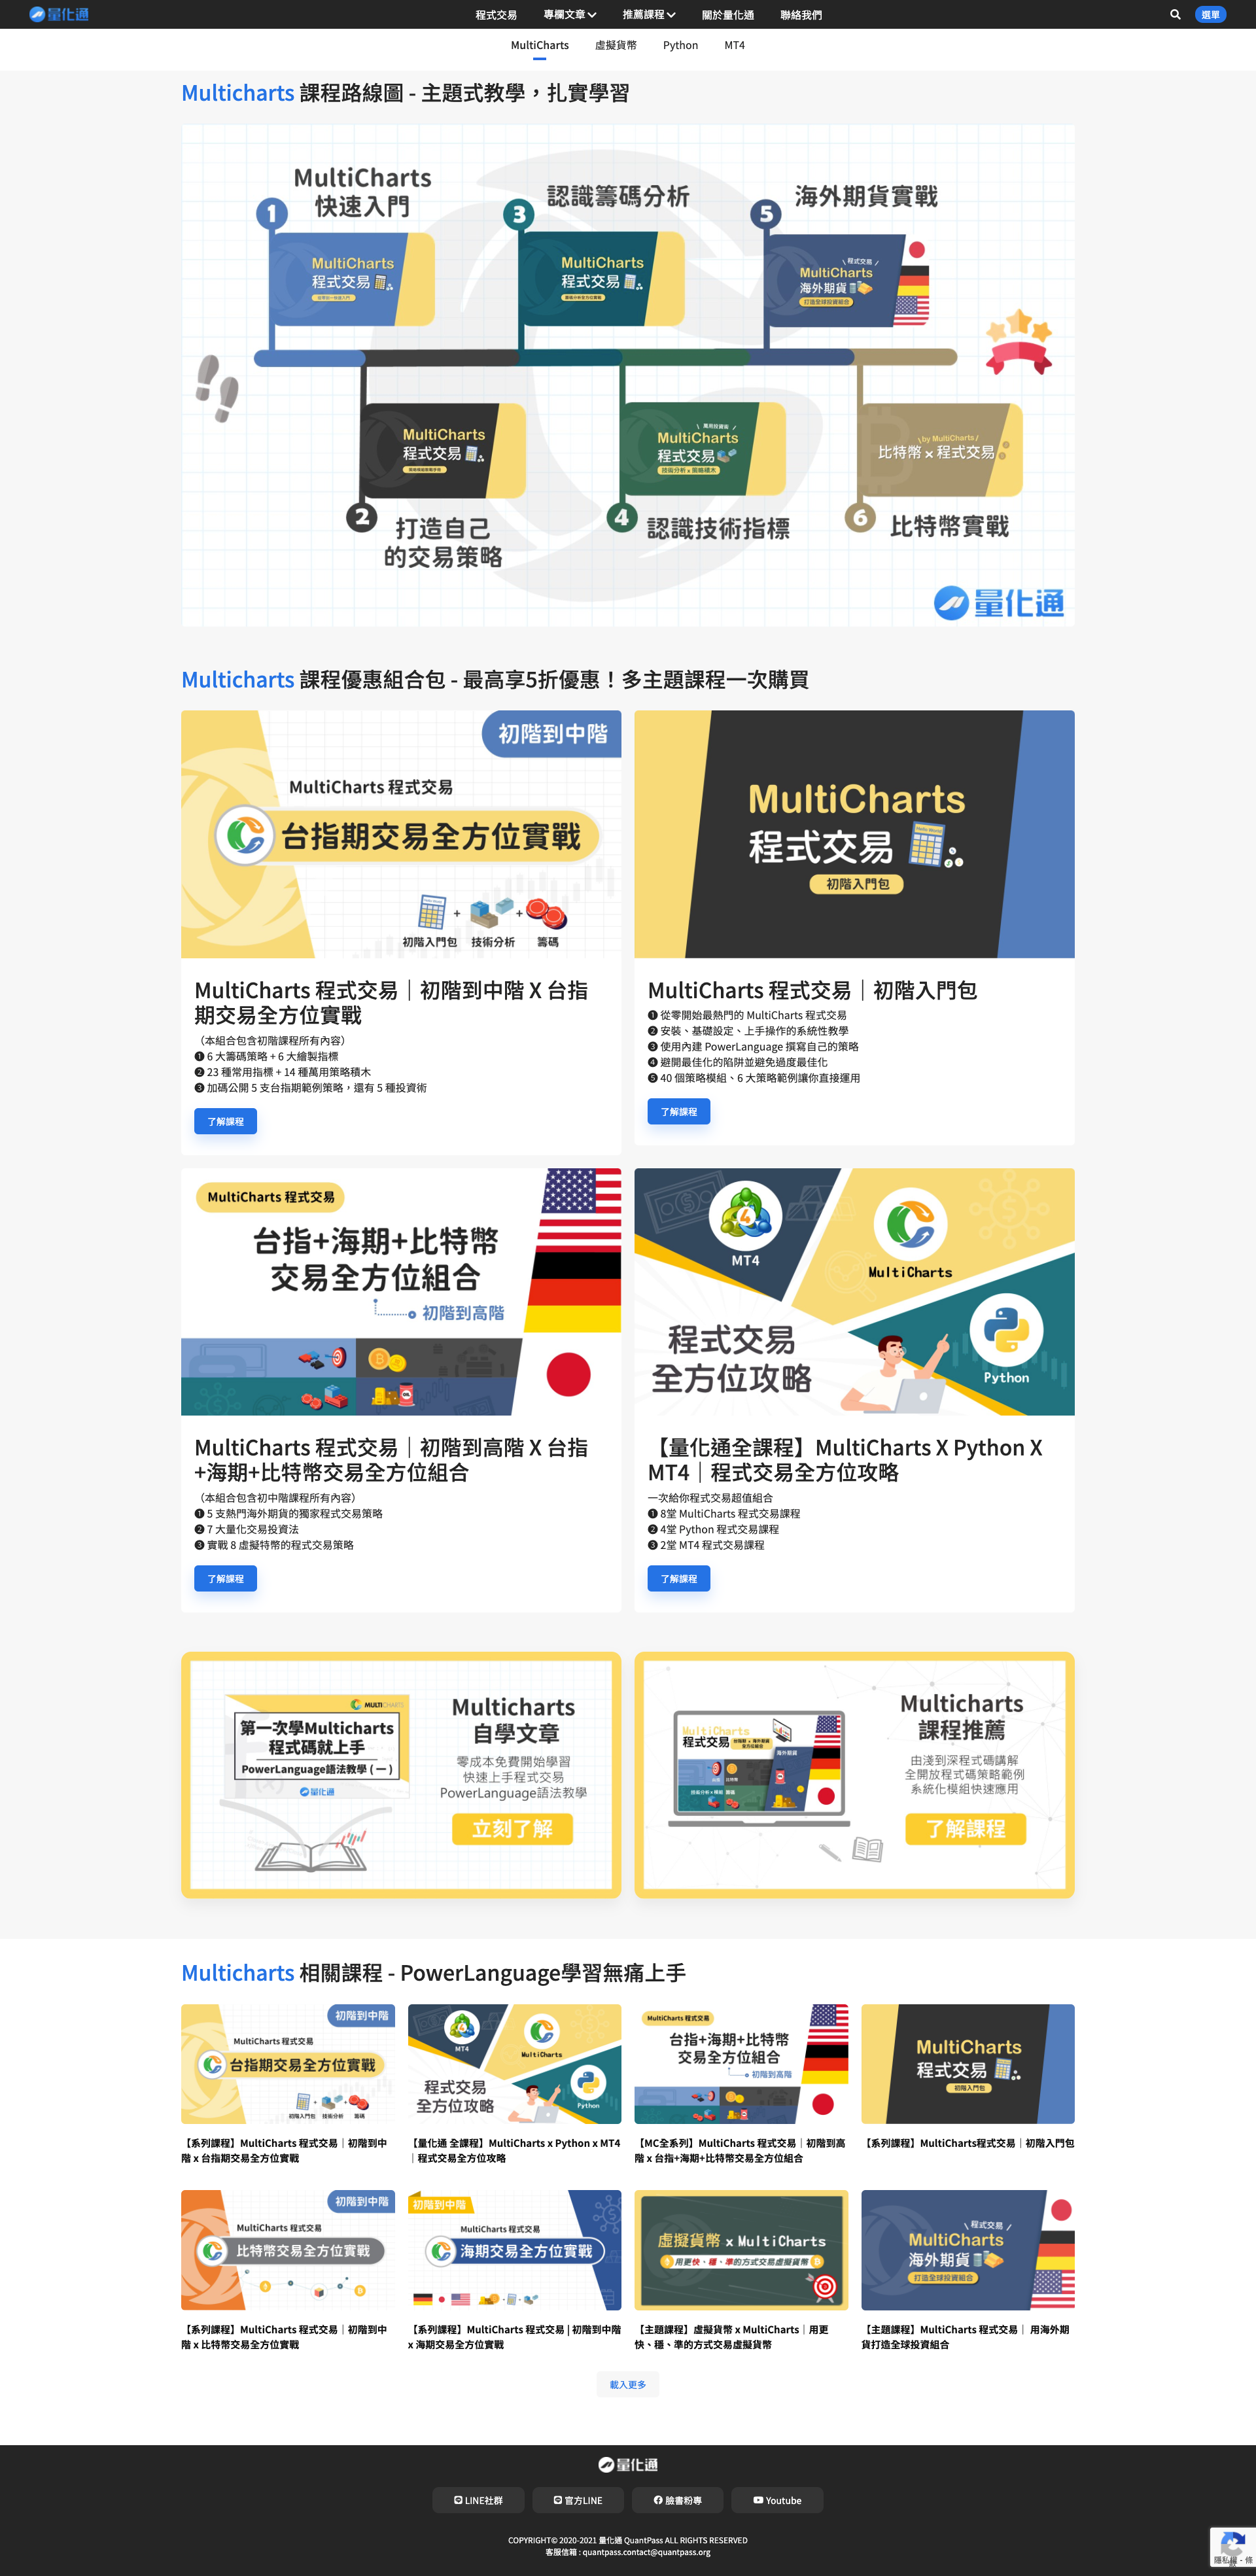 量化通
程式交易
專欄文章
推薦課程
關於量化通
聯絡我們
選單
MultiCharts
虛擬貨幣
Python
MT4
Multicharts 課程路線圖 - 主題式教學，扎實學習
1
MultiCharts
快速入門
MultiCharts
程式交易
3
認識籌碼分析
MultiCharts
程式交易
5
海外期貨實戰
程式交易
MultiCharts
海外期貨
打造全球投資組合
MultiCharts
程式交易
2
打造自己
的交易策略
萬用投資術
MultiCharts
程式交易
技術分析 x 策略積木
4
認識技術指標
by MultiCharts
比特幣 x 程式交易
6
比特幣實戰
量化通
Multicharts 課程優惠組合包 - 最高享5折優惠！多主題課程一次購買
初階到中階
MultiCharts 程式交易
台指期交易全方位實戰
初階入門包 + 技術分析 + 籌碼
MultiCharts 程式交易｜初階到中階 X 台指
期交易全方位實戰
（本組合包含初階課程所有內容）
❶ 6 大籌碼策略 + 6 大繪製指標
❷ 23 種常用指標 + 14 種萬用策略積木
❸ 加碼公開 5 支台指期範例策略，還有 5 種投資術
了解課程
MultiCharts
程式交易
初階入門包
MultiCharts 程式交易｜初階入門包
❶ 從零開始最熱門的 MultiCharts 程式交易
❷ 安裝、基礎設定、上手操作的系統性教學
❸ 使用內建 PowerLanguage 撰寫自己的策略
❹ 避開最佳化的陷阱並避免過度最佳化
❺ 40 個策略模組、6 大策略範例讓你直接運用
了解課程
MultiCharts 程式交易
台指+海期+比特幣
交易全方位組合
初階到高階
MultiCharts 程式交易｜初階到高階 X 台指
+海期+比特幣交易全方位組合
（本組合包含初中階課程所有內容）
❶ 5 支熱門海外期貨的獨家程式交易策略
❷ 7 大量化交易投資法
❸ 實戰 8 虛擬特幣的程式交易策略
了解課程
4
MT4
MultiCharts
Python
程式交易
全方位攻略
【量化通全課程】MultiCharts X Python X
MT4｜程式交易全方位攻略
一次給你程式交易超值組合
❶ 8堂 MultiCharts 程式交易課程
❷ 4堂 Python 程式交易課程
❸ 2堂 MT4 程式交易課程
了解課程
MULTICHARTS
第一次學Multicharts
程式碼就上手
PowerLanguage語法教學 ( 一 )
量化通
Multicharts
自學文章
零成本免費開始學習
快速上手程式交易
PowerLanguage語法教學
立刻了解
MultiCharts
程式交易
海外期貨
Multicharts
課程推薦
由淺到深程式碼講解
全開放程式碼策略範例
系統化模組快速應用
了解課程
Multicharts 相關課程 - PowerLanguage學習無痛上手
初階到中階
MultiCharts 程式交易
台指期交易全方位實戰
初階入門包 + 技術分析 + 籌碼
【系列課程】MultiCharts 程式交易｜初階到中
階 x 台指期交易全方位實戰
MT4
MultiCharts
Python
程式交易
全方位攻略
【量化通 全課程】MultiCharts x Python x MT4
｜程式交易全方位攻略
MultiCharts 程式交易
台指+海期+比特幣
交易全方位組合
初階到高階
【MC全系列】MultiCharts 程式交易｜初階到高
階 x 台指+海期+比特幣交易全方位組合
MultiCharts
程式交易
初階入門包
【系列課程】MultiCharts程式交易｜初階入門包
初階到中階
MultiCharts 程式交易
比特幣交易全方位實戰
【系列課程】MultiCharts 程式交易｜初階到中
階 x 比特幣交易全方位實戰
初階到中階
MultiCharts 程式交易
海期交易全方位實戰
【系列課程】MultiCharts 程式交易 | 初階到中階
x 海期交易全方位實戰
虛擬貨幣 x MultiCharts
用更快、穩、準的方式交易虛擬貨幣
【主題課程】虛擬貨幣 x MultiCharts｜用更
快、穩、準的方式交易虛擬貨幣
程式交易
MultiCharts
海外期貨
打造全球投資組合
【主題課程】MultiCharts 程式交易｜ 用海外期
貨打造全球投資組合
載入更多
量化通
LINE社群
官方LINE
臉書粉專
Youtube
COPYRIGHT© 2020-2021 量化通 QuantPass ALL RIGHTS RESERVED
客服信箱 : quantpass.contact@quantpass.org
隱私權 - 條